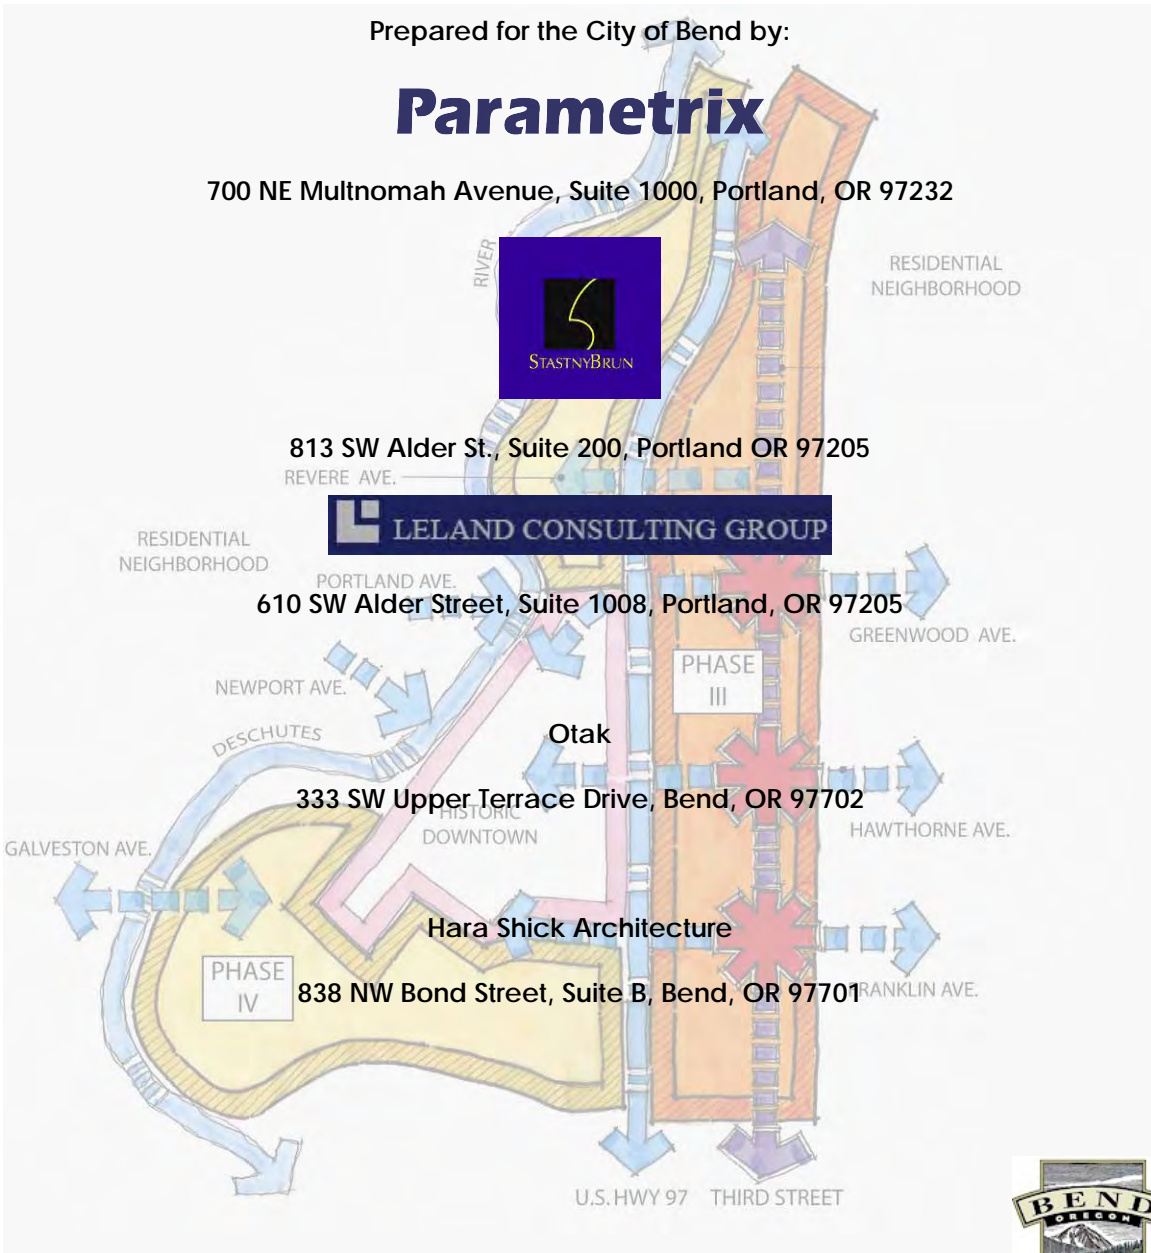 Prepared for the City of Bend by:
Parametrix
700 NE Multnomah Avenue, Suite 1000, Portland, OR 97232
RIVER
RESIDENTIAL
NEIGHBORHOOD
STASTNYBRUN
813 SW Alder St., Suite 200, Portland OR 97205
REVERE AVE.
LELAND CONSULTING GROUP
RESIDENTIAL
NEIGHBORHOOD
PORTLAND AVE.
610 SW Alder Street, Suite 1008, Portland, OR 97205
GREENWOOD AVE.
PHASE
III
NEWPORT AVE.
DESCHUTES
Otak
333 SW Upper Terrace Drive, Bend, OR 97702
HISTORIC
DOWNTOWN
HAWTHORNE AVE.
GALVESTON AVE.
Hara Shick Architecture
PHASE
IV
838 NW Bond Street, Suite B, Bend, OR 97701
FRANKLIN AVE.
U.S. HWY 97
THIRD STREET
BEND
OREGON